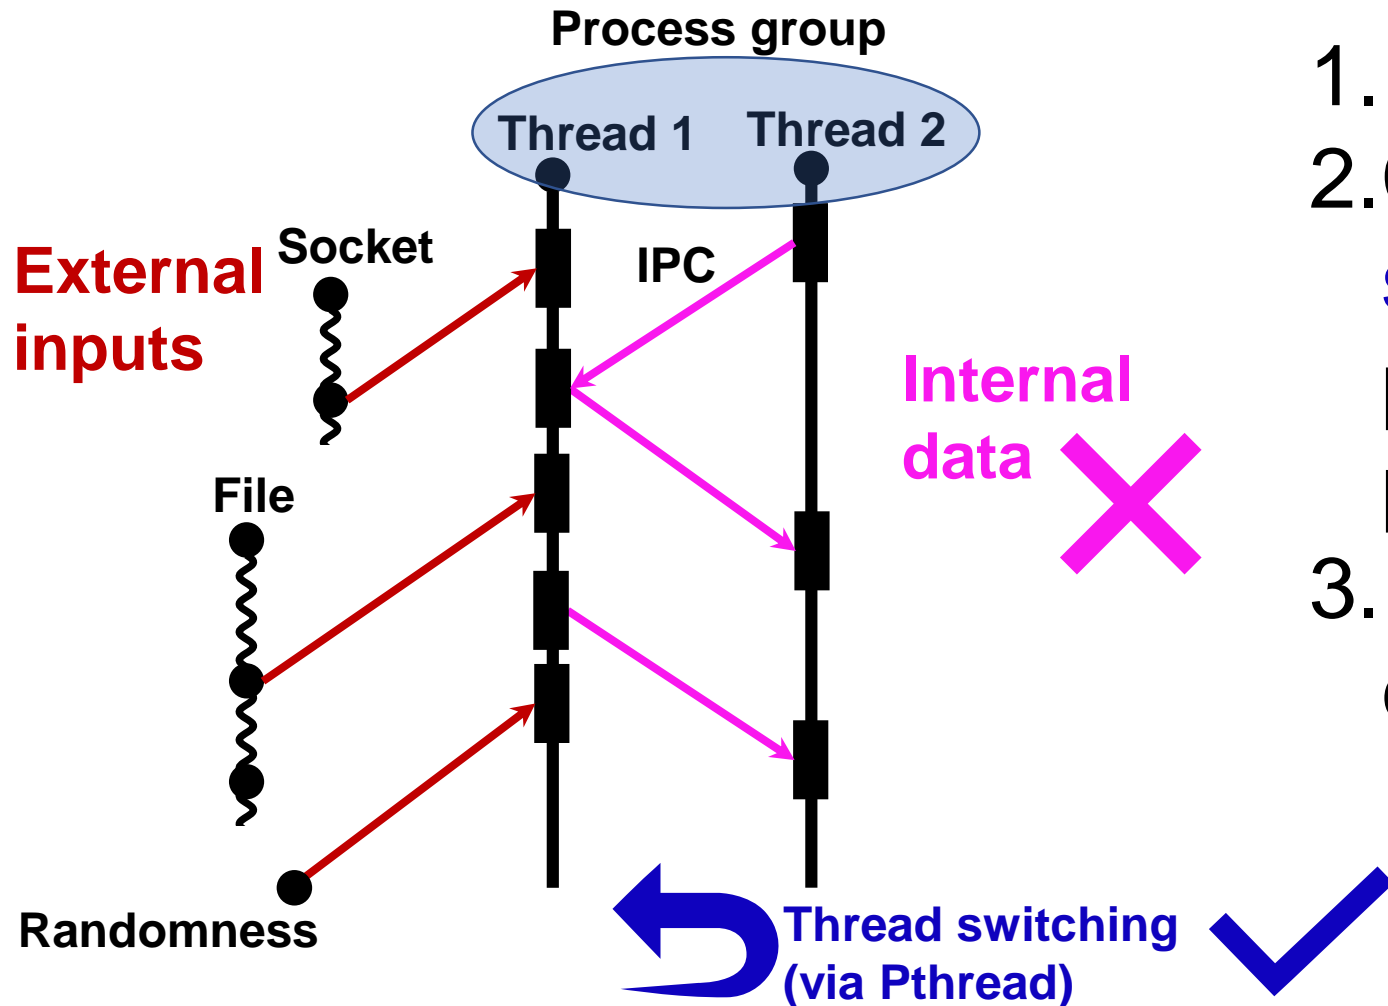 Process group
Thread 1
Thread 2
1.
2.
Socket
IPC
External
inputs
Internal
data
File
3.
Randomness
Thread switching
(via Pthread)